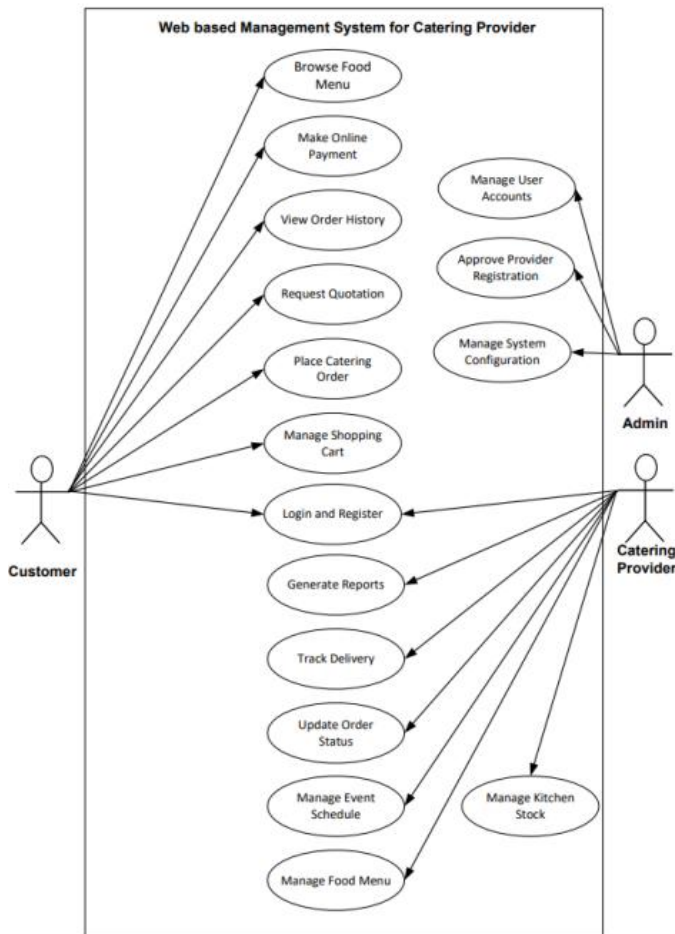 Web based Management System for Catering Provider
Browse Food
Menu
Make Online
Payment
Manage User
Accounts
View Order History
Approve Provider
Registration
Request Quotation
Manage System
Configuration
Place Catering
Order
Admin
Manage Shopping
Cart
Login and Register
Customer
Catering
Provider
Generate Reports
Track Delivery
Update Order
Status
Manage Event
Schedule
Manage Kitchen
Stock
Manage Food Menu